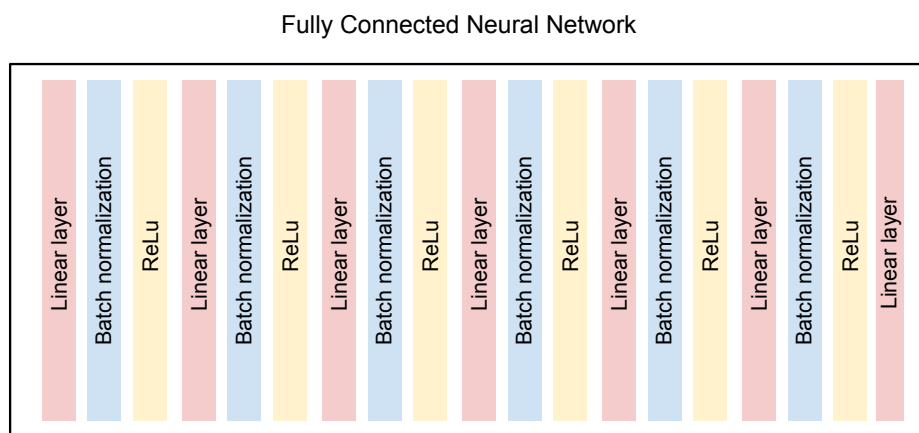 Fully Connected Neural Network
Linear layer
Batch normalization
ReLu
Linear layer
Batch normalization
ReLu
Linear layer
Batch normalization
ReLu
Linear layer
Batch normalization
ReLu
Linear layer
Batch normalization
ReLu
Linear layer
Batch normalization
ReLu
Linear layer